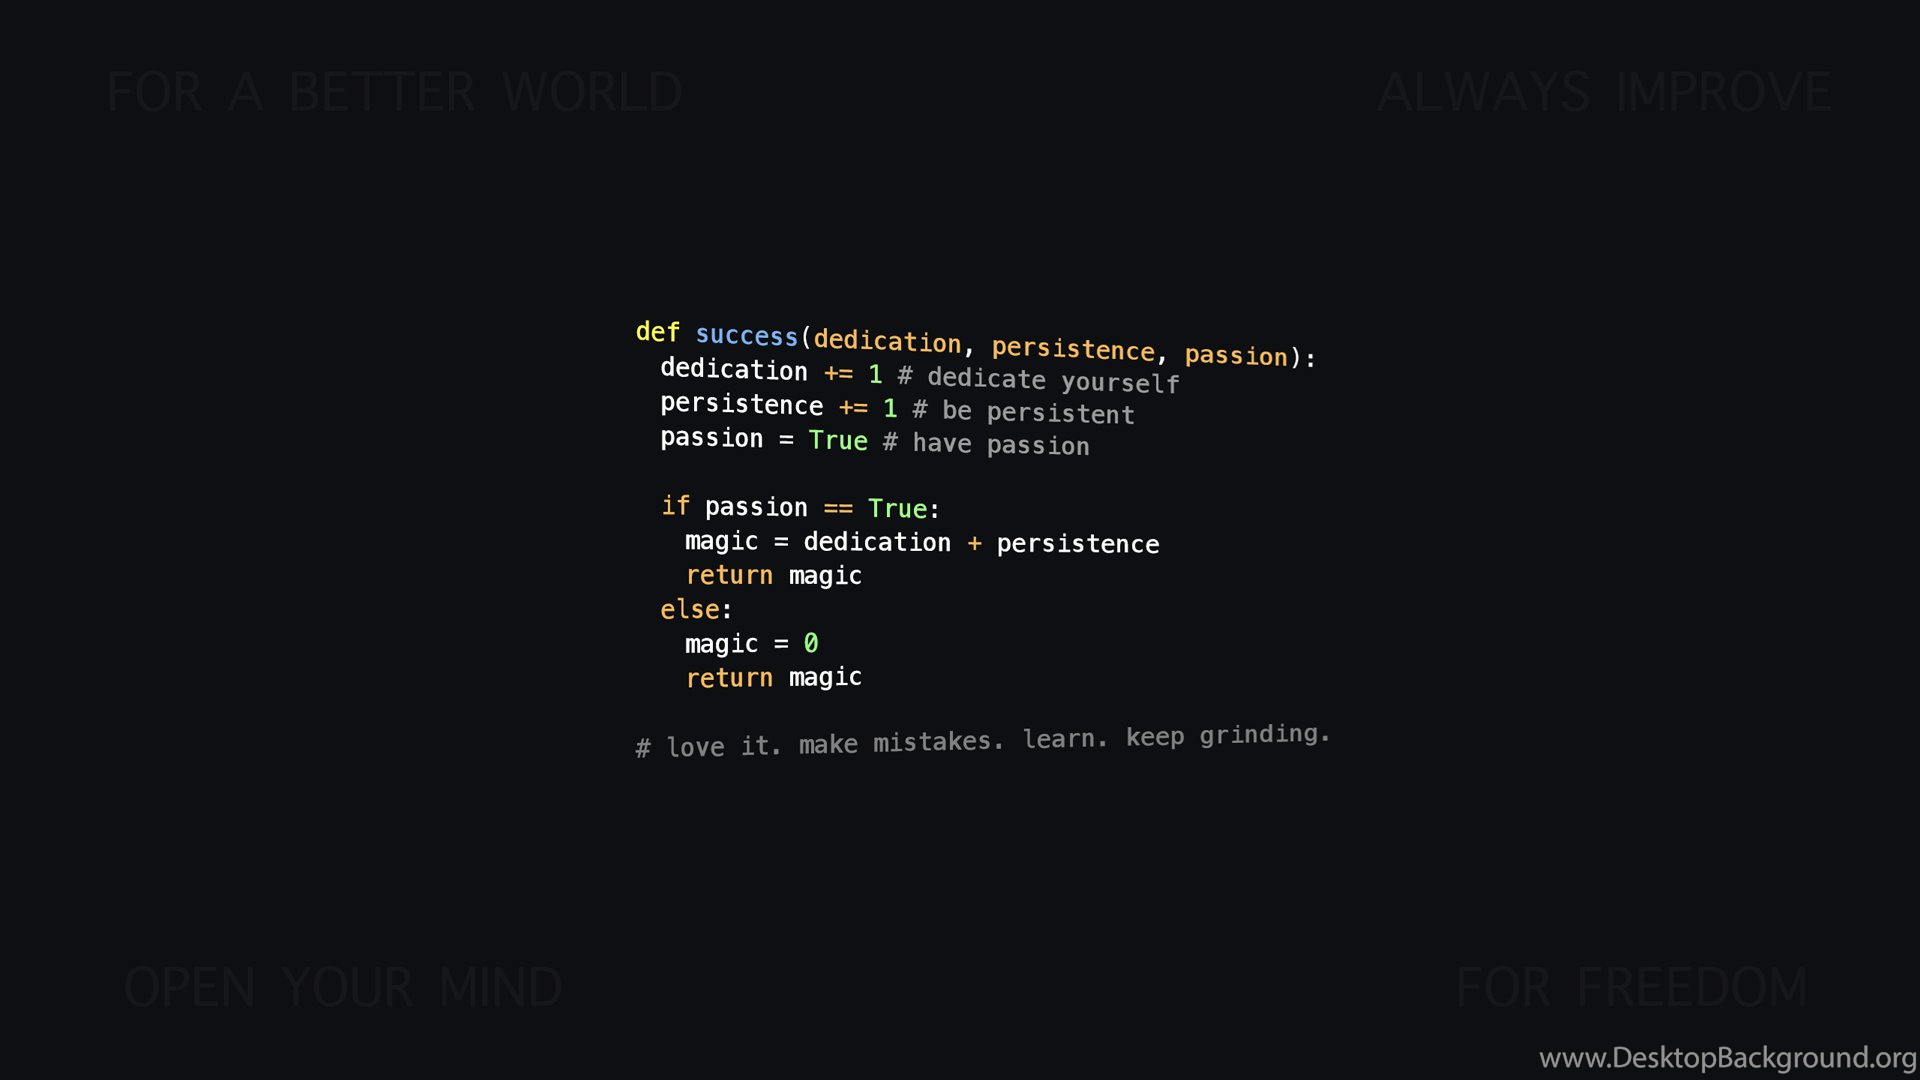 FOR A BETTER WORLD
ALWAYS IMPROVE
def success(dedication, persistence, passion):
  dedication += 1 # dedicate yourself
  persistence += 1 # be persistent
  passion = True # have passion

  if passion == True:
    magic = dedication + persistence
    return magic
  else:
    magic = 0
    return magic

# love it. make mistakes. learn. keep grinding.
OPEN YOUR MIND
FOR FREEDOM
www.DesktopBackground.org